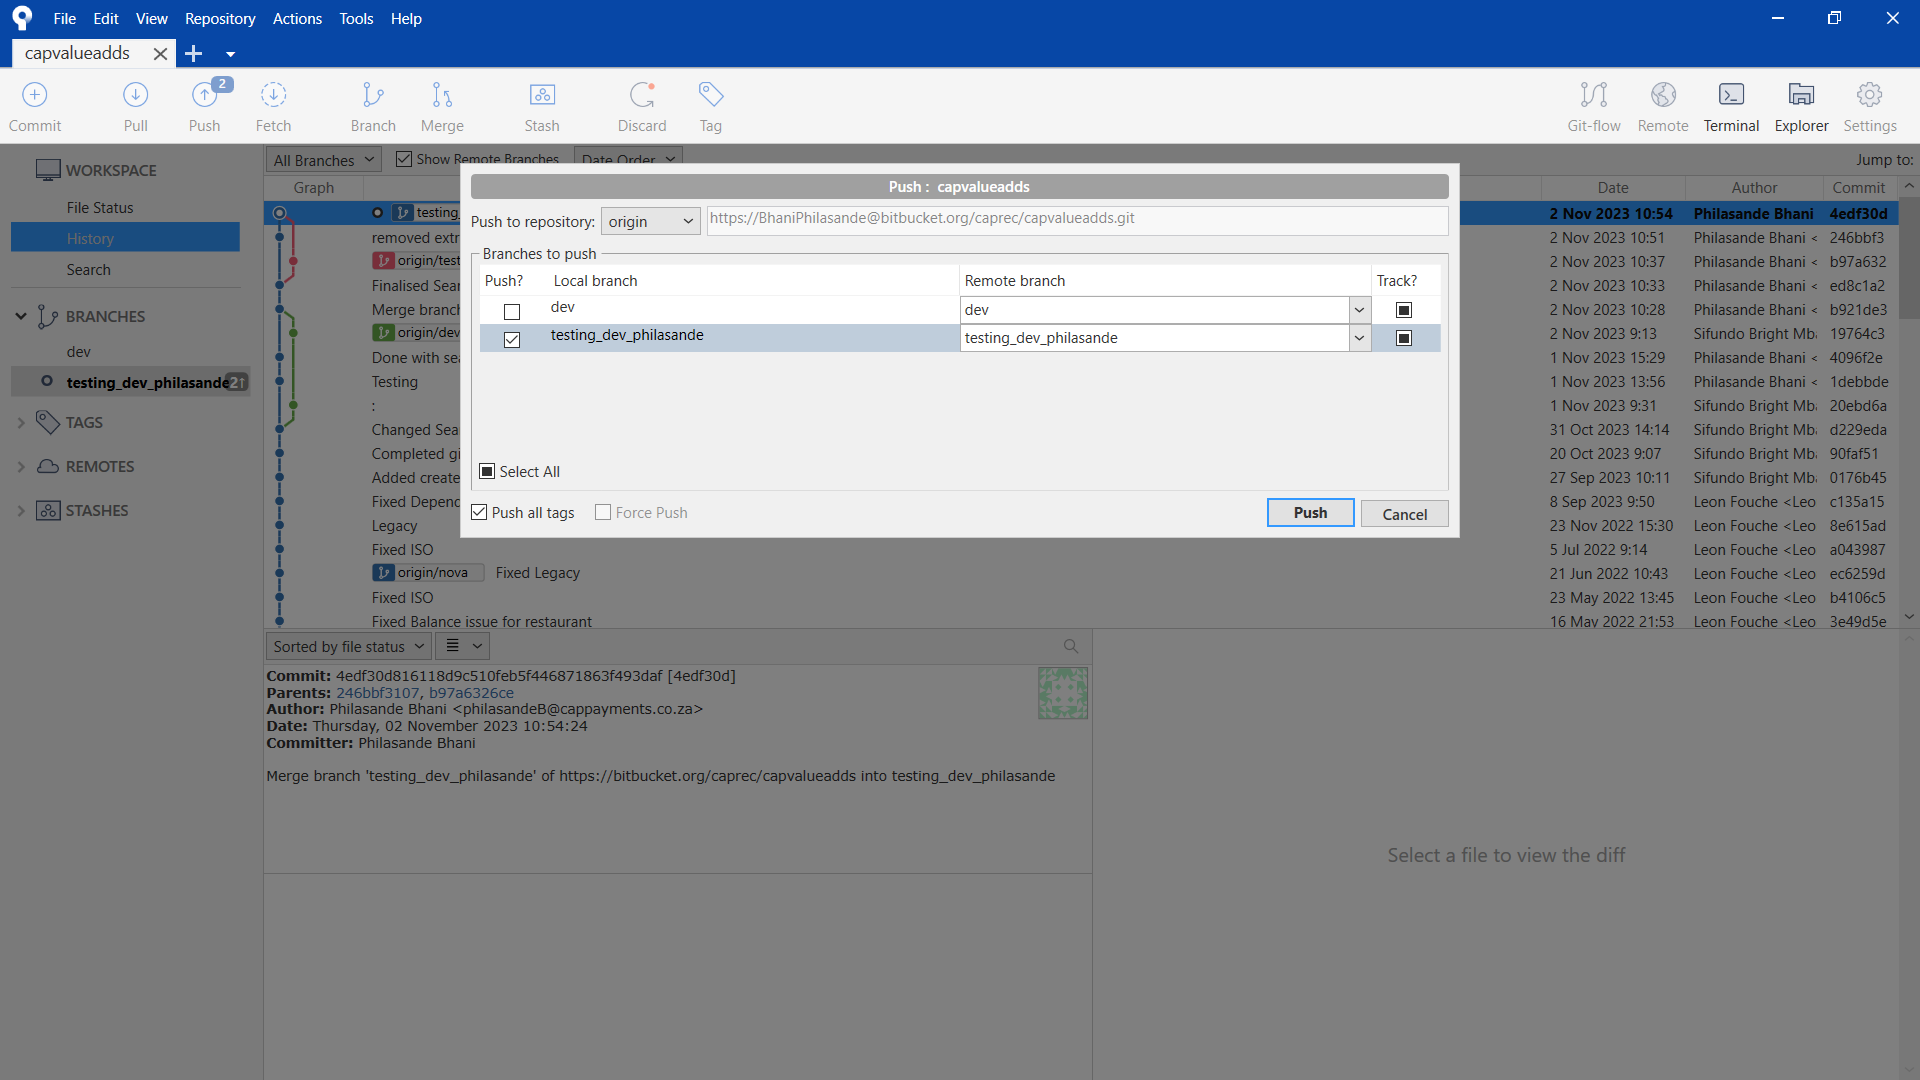 File Edit View Repository Actions Tools Help
capvalueadds
2
Commit Pull Push Fetch Branch Merge Stash Discard Tag Git-flow Remote Terminal Explorer Settings
WORKSPACE
File Status
History
Search
BRANCHES
dev
testing_dev_philasande 2↑
TAGS
REMOTES
STASHES
All Branches Show Remote Branches Date Order Jump to:
Graph Date Author Commit
testing_ 2 Nov 2023 10:54 Philasande Bhani 4edf30d
removed extr 2 Nov 2023 10:51 Philasande Bhani < 246bbf3
origin/test 2 Nov 2023 10:37 Philasande Bhani < b97a632
Finalised Sear 2 Nov 2023 10:33 Philasande Bhani < ed8c1a2
Merge branch 2 Nov 2023 10:28 Philasande Bhani < b921de3
origin/dev 2 Nov 2023 9:13 Sifundo Bright Mb 19764c3
Done with sea 1 Nov 2023 15:29 Philasande Bhani < 4096f2e
Testing 1 Nov 2023 13:56 Philasande Bhani < 1debbde
: 1 Nov 2023 9:31 Sifundo Bright Mb 20ebd6a
Changed Sea 31 Oct 2023 14:14 Sifundo Bright Mb d229eda
Completed gi 20 Oct 2023 9:07 Sifundo Bright Mb 90faf51
Added create 27 Sep 2023 10:11 Sifundo Bright Mb 0176b45
Fixed Depend 8 Sep 2023 9:50 Leon Fouche <Leo c135a15
Legacy 23 Nov 2022 15:30 Leon Fouche <Leo 8e615ad
Fixed ISO 5 Jul 2022 9:14 Leon Fouche <Leo a043987
origin/nova Fixed Legacy 21 Jun 2022 10:43 Leon Fouche <Leo ec6259d
Fixed ISO 23 May 2022 13:45 Leon Fouche <Leo b4106c5
Fixed Balance issue for restaurant 16 May 2022 21:53 Leon Fouche <Leo 3e49d5e
Push : capvalueadds
Push to repository: origin https://BhaniPhilasande@bitbucket.org/caprec/capvalueadds.git
Branches to push
Push? Local branch Remote branch Track?
dev dev
testing_dev_philasande testing_dev_philasande
Select All
Push all tags Force Push Push Cancel
Sorted by file status
Commit: 4edf30d816118d9c510feb5f446871863f493daf [4edf30d]
Parents: 246bbf3107, b97a6326ce
Author: Philasande Bhani <philasandeB@cappayments.co.za>
Date: Thursday, 02 November 2023 10:54:24
Committer: Philasande Bhani
Merge branch 'testing_dev_philasande' of https://bitbucket.org/caprec/capvalueadds into testing_dev_philasande
Select a file to view the diff